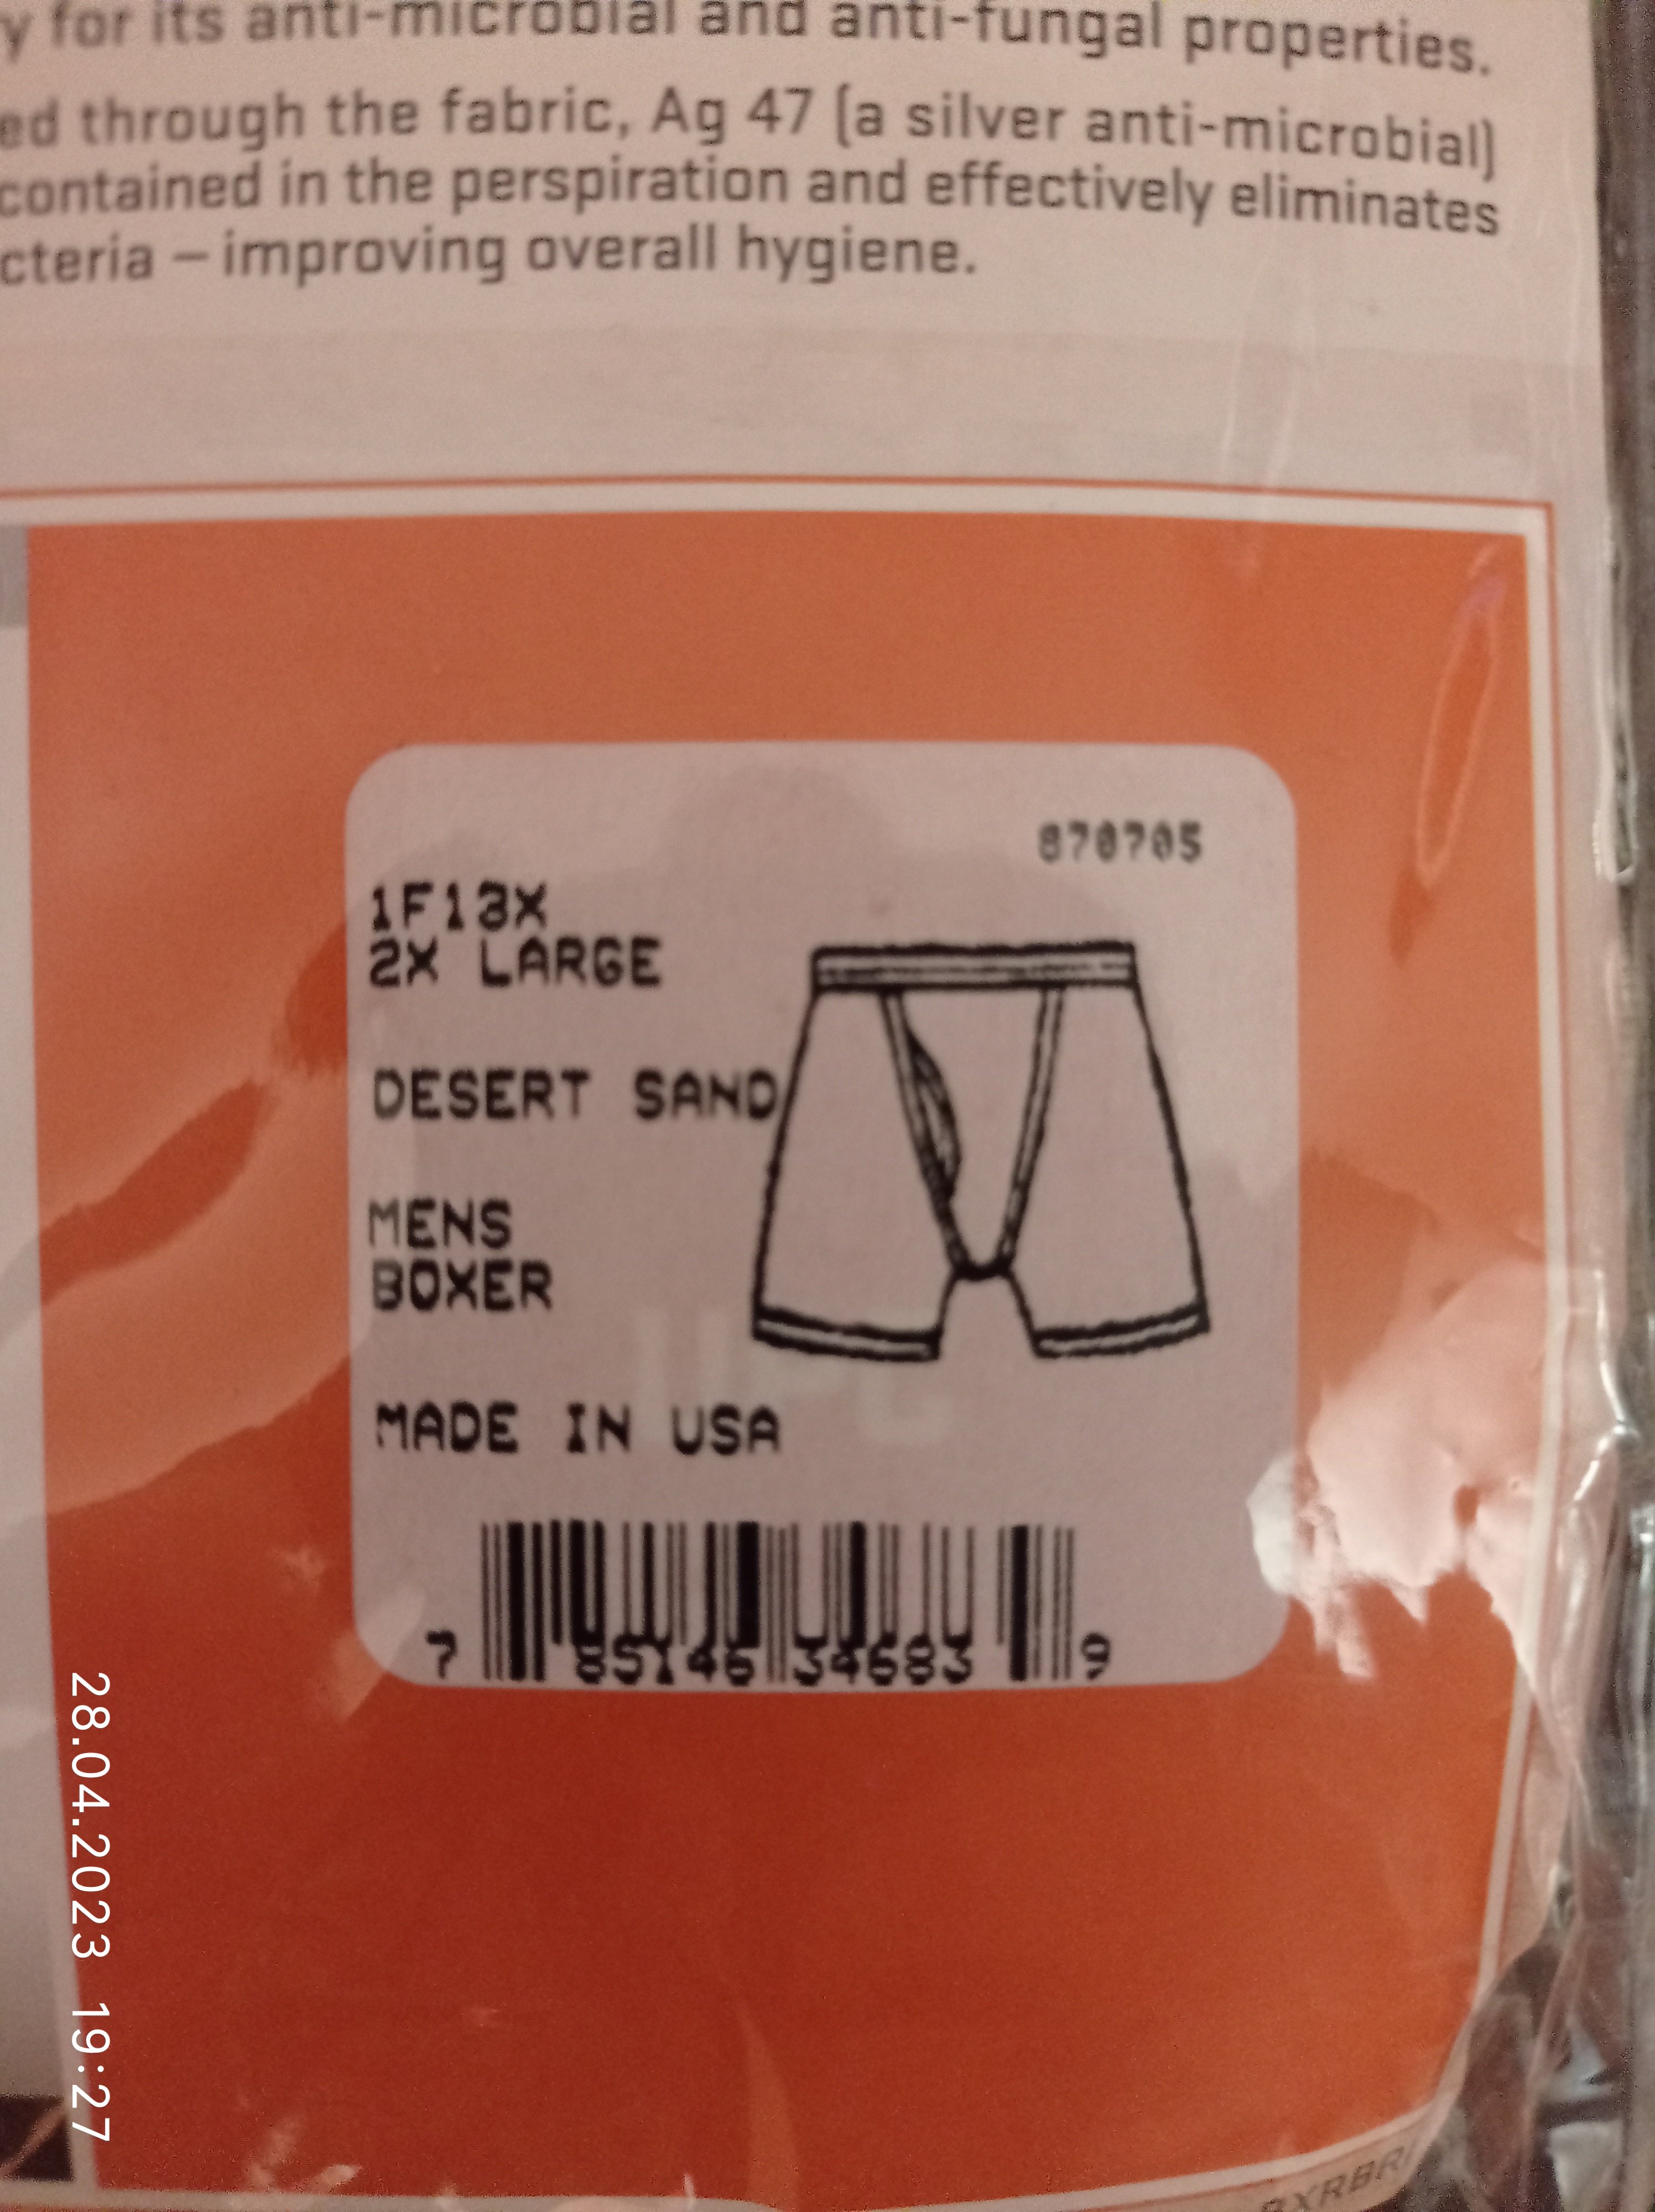 y for its anti-microbial and anti-fungal properties.
ed through the fabric, Ag 47 (a silver anti-microbial)
contained in the perspiration and effectively eliminates
cteria – improving overall hygiene.
870705
1F13X
2X LARGE
DESERT SAND
MENS
BOXER
MADE IN USA
7 85146 34683 9
28.04.2023 19:27